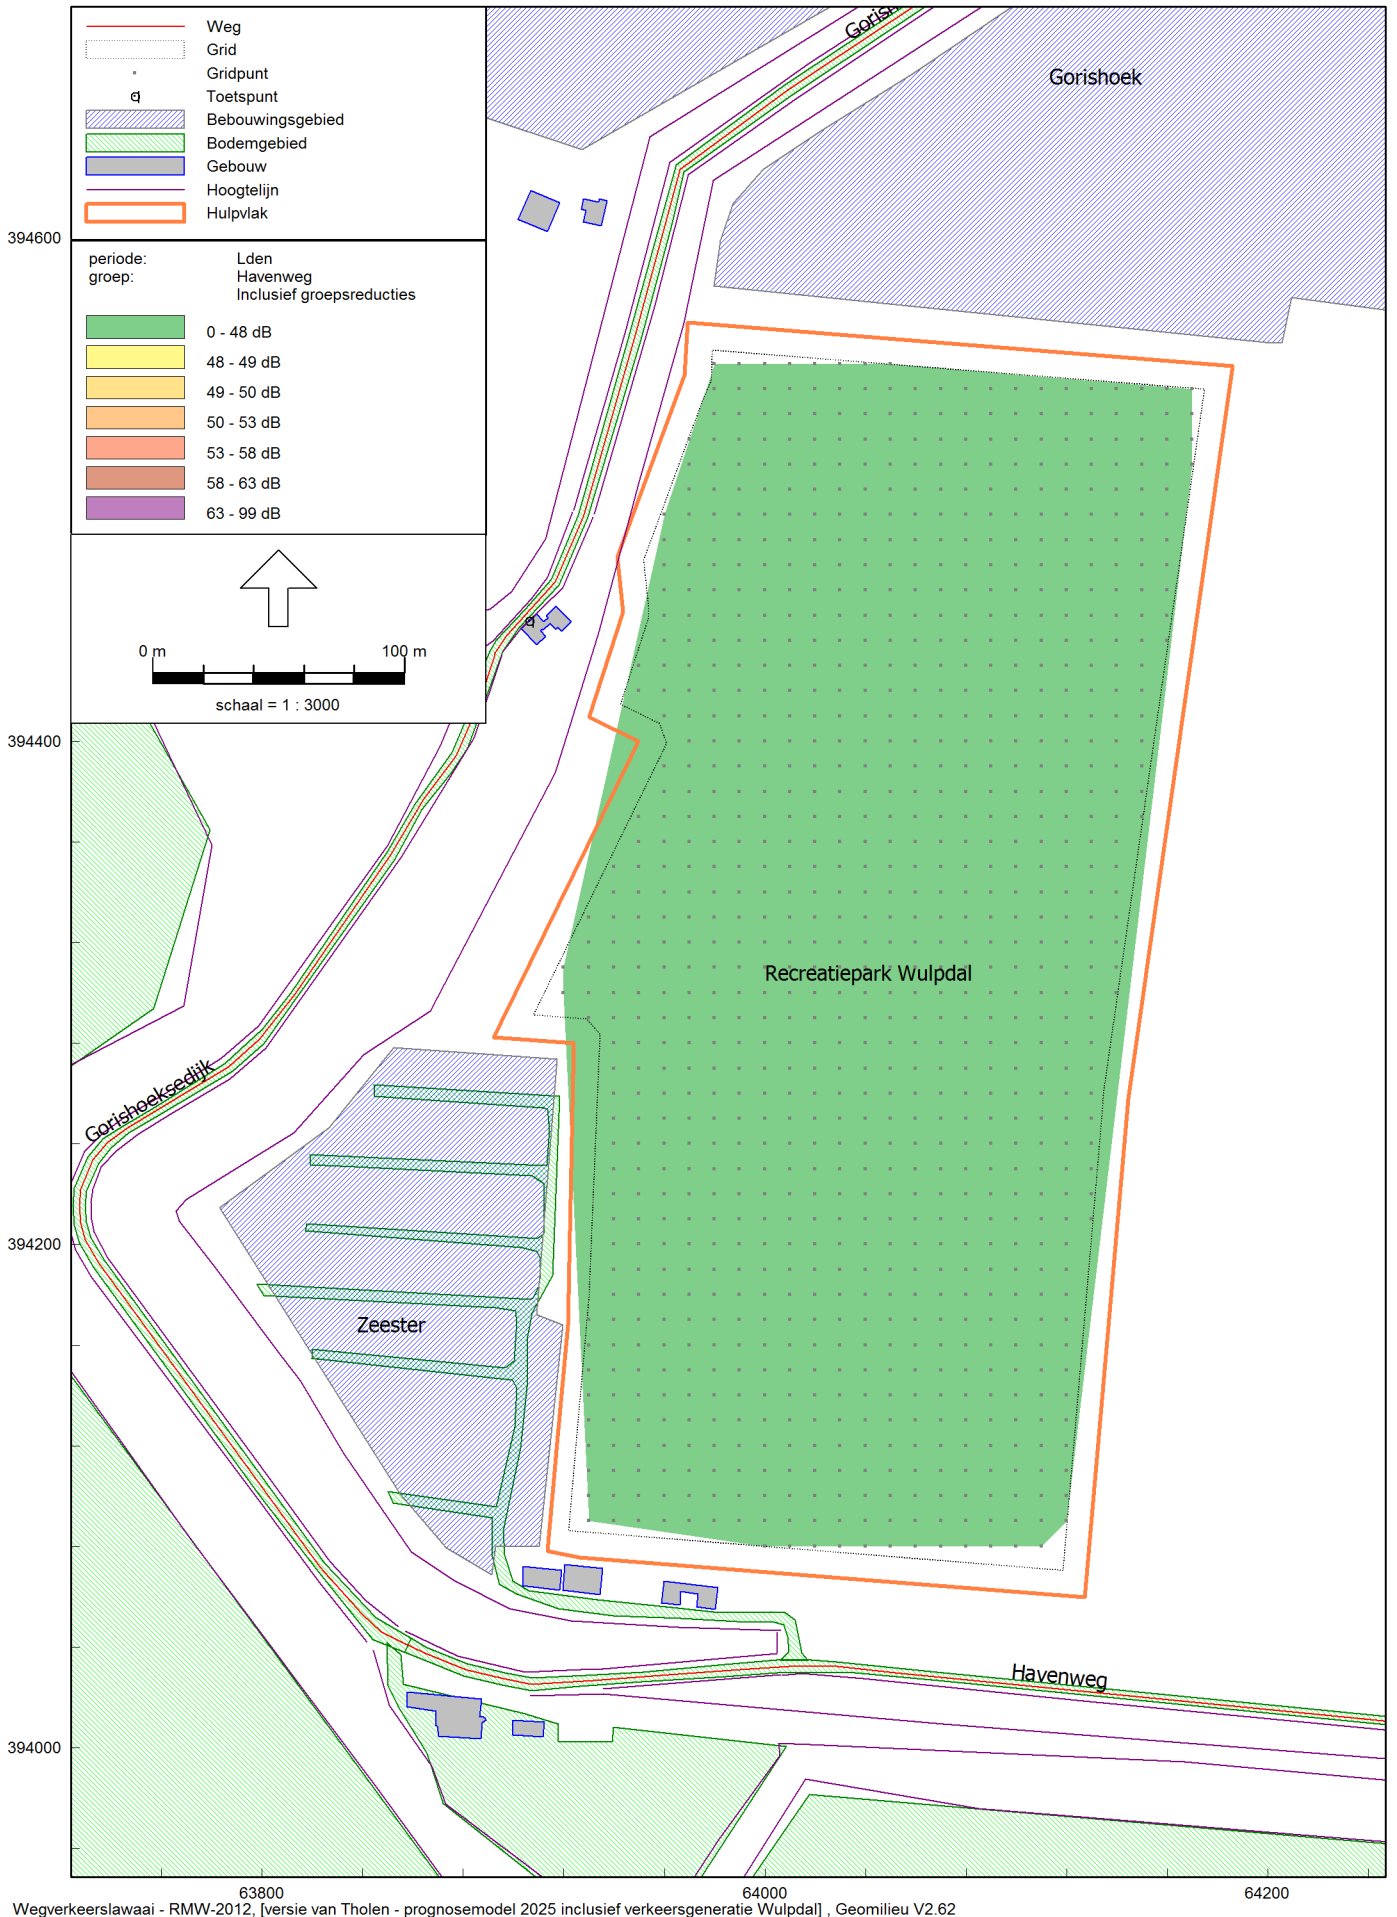 Weg
Grid
Gridpunt
Toetspunt
Bebouwingsgebied
Bodemgebied
Gebouw
Hoogtelijn
Hulpvlak
periode: Lden
groep: Havenweg
Inclusief groepsreducties
0 - 48 dB
48 - 49 dB
49 - 50 dB
50 - 53 dB
53 - 58 dB
58 - 63 dB
63 - 99 dB
0 m 100 m
schaal = 1 : 3000
Gorishoek
394600
394400
Recreatiepark Wulpdal
Gorishoeksedijk
394200
Zeester
Havenweg
394000
63800 64000 64200
Wegverkeerslawaai - RMW-2012, [versie van Tholen - prognosemodel 2025 inclusief verkeersgeneratie Wulpdal] , Geomilieu V2.62